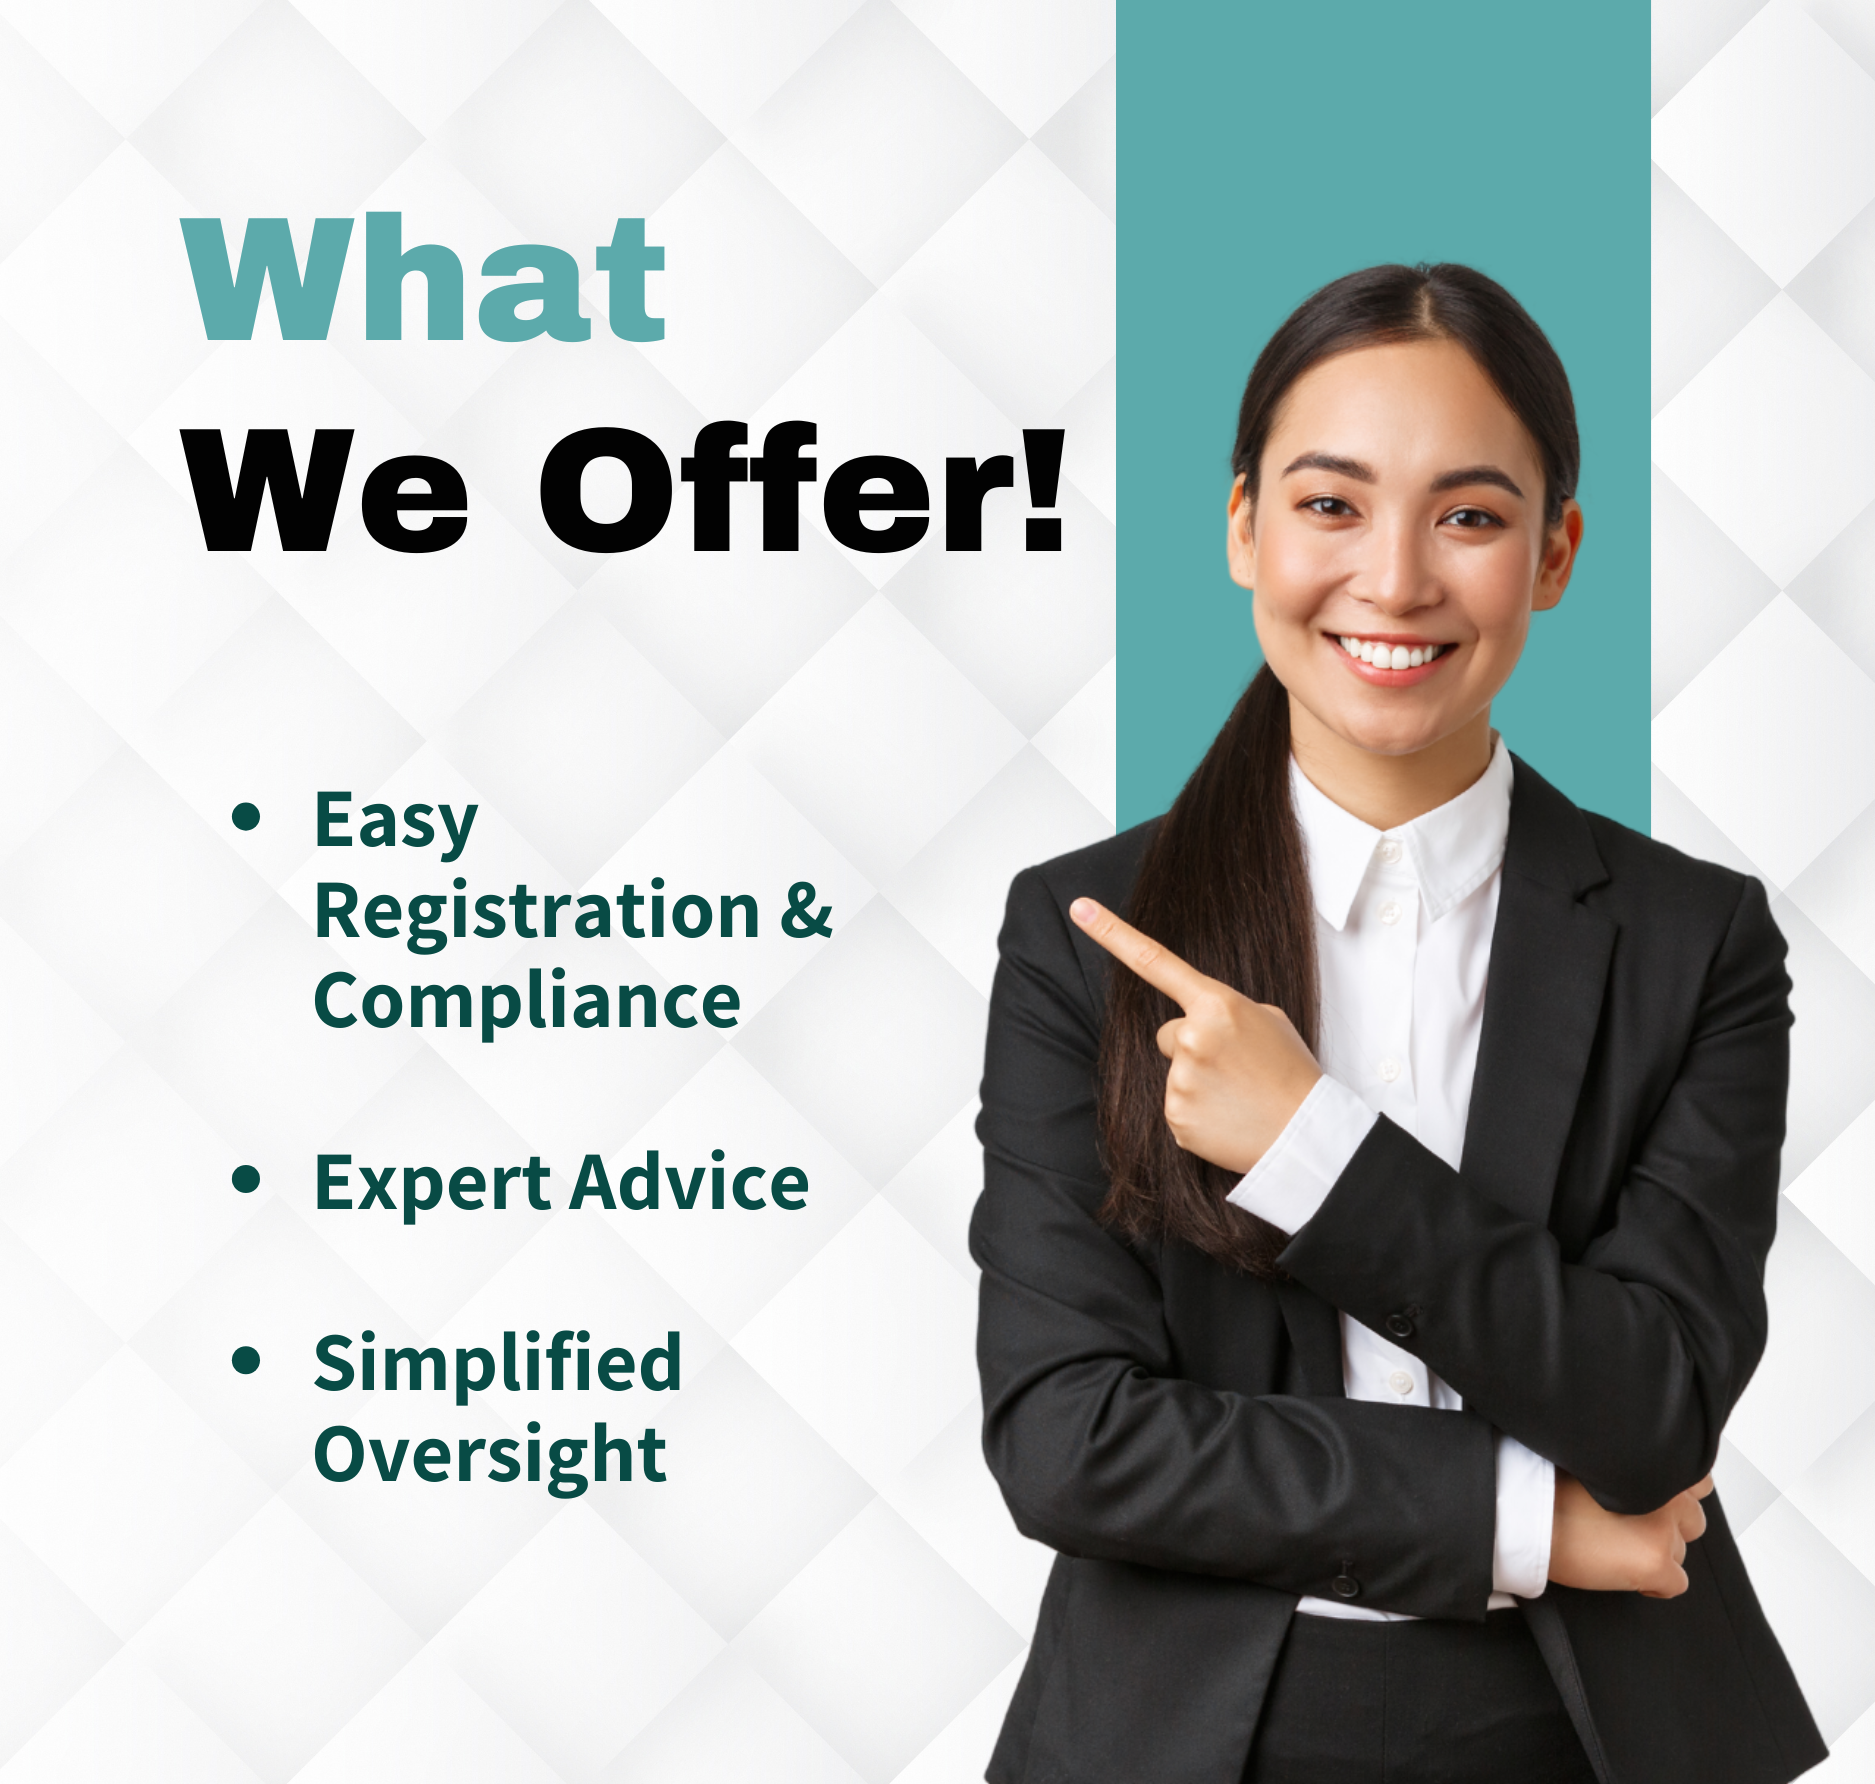 What
We Offer!
• Easy
Registration &
Compliance
• Expert Advice
• Simplified
Oversight